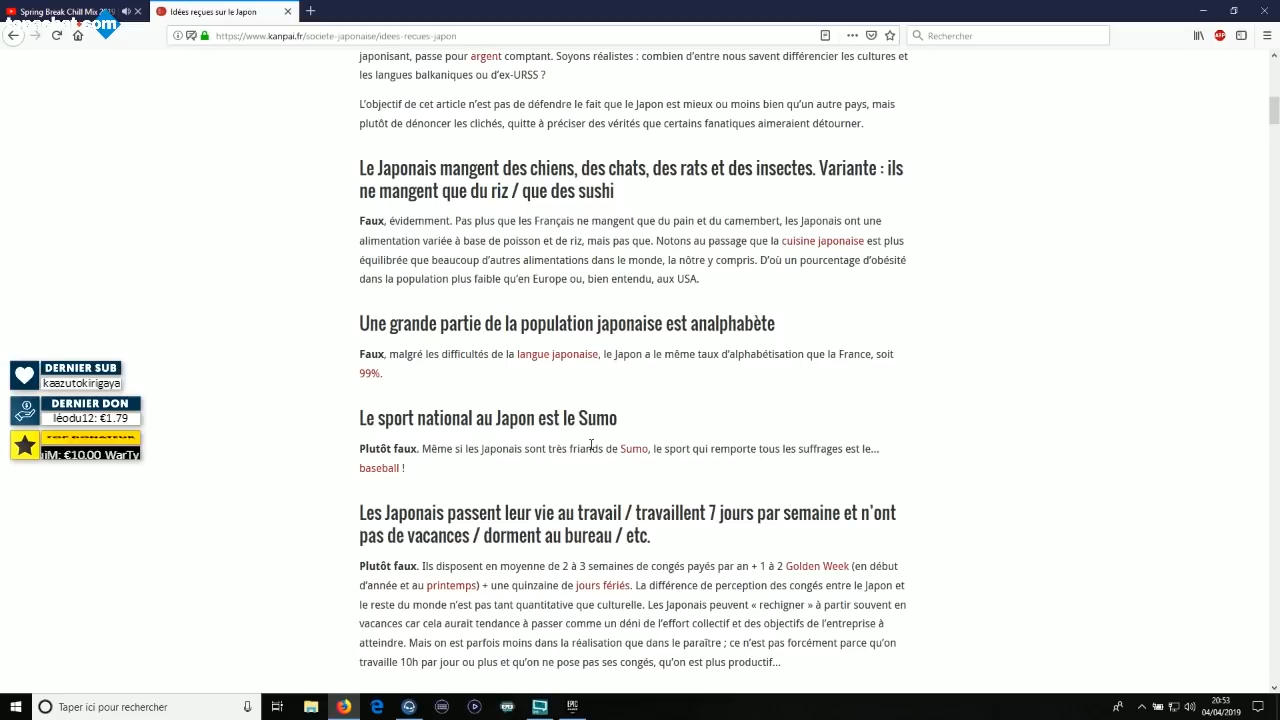 Spring Break Chill Mix 2019
Idées reçues sur le Japon
https://www.kanpai.fr/societe-japonaise/idees-recues-japon
Rechercher
japonisant, passe pour argent comptant. Soyons réalistes : combien d'entre nous savent différencier les cultures et
les langues balkaniques ou d'ex-URSS ?
L'objectif de cet article n'est pas de défendre le fait que le Japon est mieux ou moins bien qu'un autre pays, mais
plutôt de dénoncer les clichés, quitte à préciser des vérités que certains fanatiques aimeraient détourner.
Le Japonais mangent des chiens, des chats, des rats et des insectes. Variante : ils
ne mangent que du riz / que des sushi
Faux, évidemment. Pas plus que les Français ne mangent que du pain et du camembert, les Japonais ont une
alimentation variée à base de poisson et de riz, mais pas que. Notons au passage que la cuisine japonaise est plus
équilibrée que beaucoup d'autres alimentations dans le monde, la nôtre y compris. D'où un pourcentage d'obésité
dans la population plus faible qu'en Europe ou, bien entendu, aux USA.
Une grande partie de la population japonaise est analphabète
Faux, malgré les difficultés de la langue japonaise, le Japon a le même taux d'alphabétisation que la France, soit
99%.
Le sport national au Japon est le Sumo
Plutôt faux. Même si les Japonais sont très friands de Sumo, le sport qui remporte tous les suffrages est le...
baseball !
Les Japonais passent leur vie au travail / travaillent 7 jours par semaine et n'ont
pas de vacances / dorment au bureau / etc.
Plutôt faux. Ils disposent en moyenne de 2 à 3 semaines de congés payés par an + 1 à 2 Golden Week (en début
d'année et au printemps) + une quinzaine de jours fériés. La différence de perception des congés entre le Japon et
le reste du monde n'est pas tant quantitative que culturelle. Les Japonais peuvent « rechigner » à partir souvent en
vacances car cela aurait tendance à passer comme un déni de l'effort collectif et des objectifs de l'entreprise à
atteindre. Mais on est parfois moins dans la réalisation que dans le paraître ; ce n'est pas forcément parce qu'on
travaille 10h par jour ou plus et qu'on ne pose pas ses congés, qu'on est plus productif...
DERNIER SUB
kaazutokirigaya
DERNIER DON
léodu12: €1.79
TOP DONATEUR
uiM: €10.00 WarTy
Taper ici pour rechercher
EPIC
20:53
04/04/2019